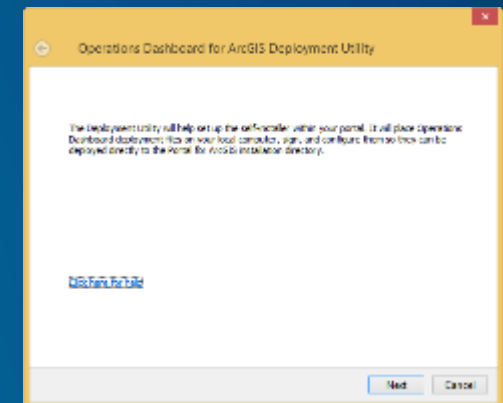 Operations Dashboard for ArcGIS Deployment Utility
The Deployment Utility will help set up the self-installer within your portal. It will place Operations
Dashboard deployment files on your local computer, sign, and configure them so they can be
deployed directly to the Portal for ArcGIS installation directory.
Click here for help
Next Cancel